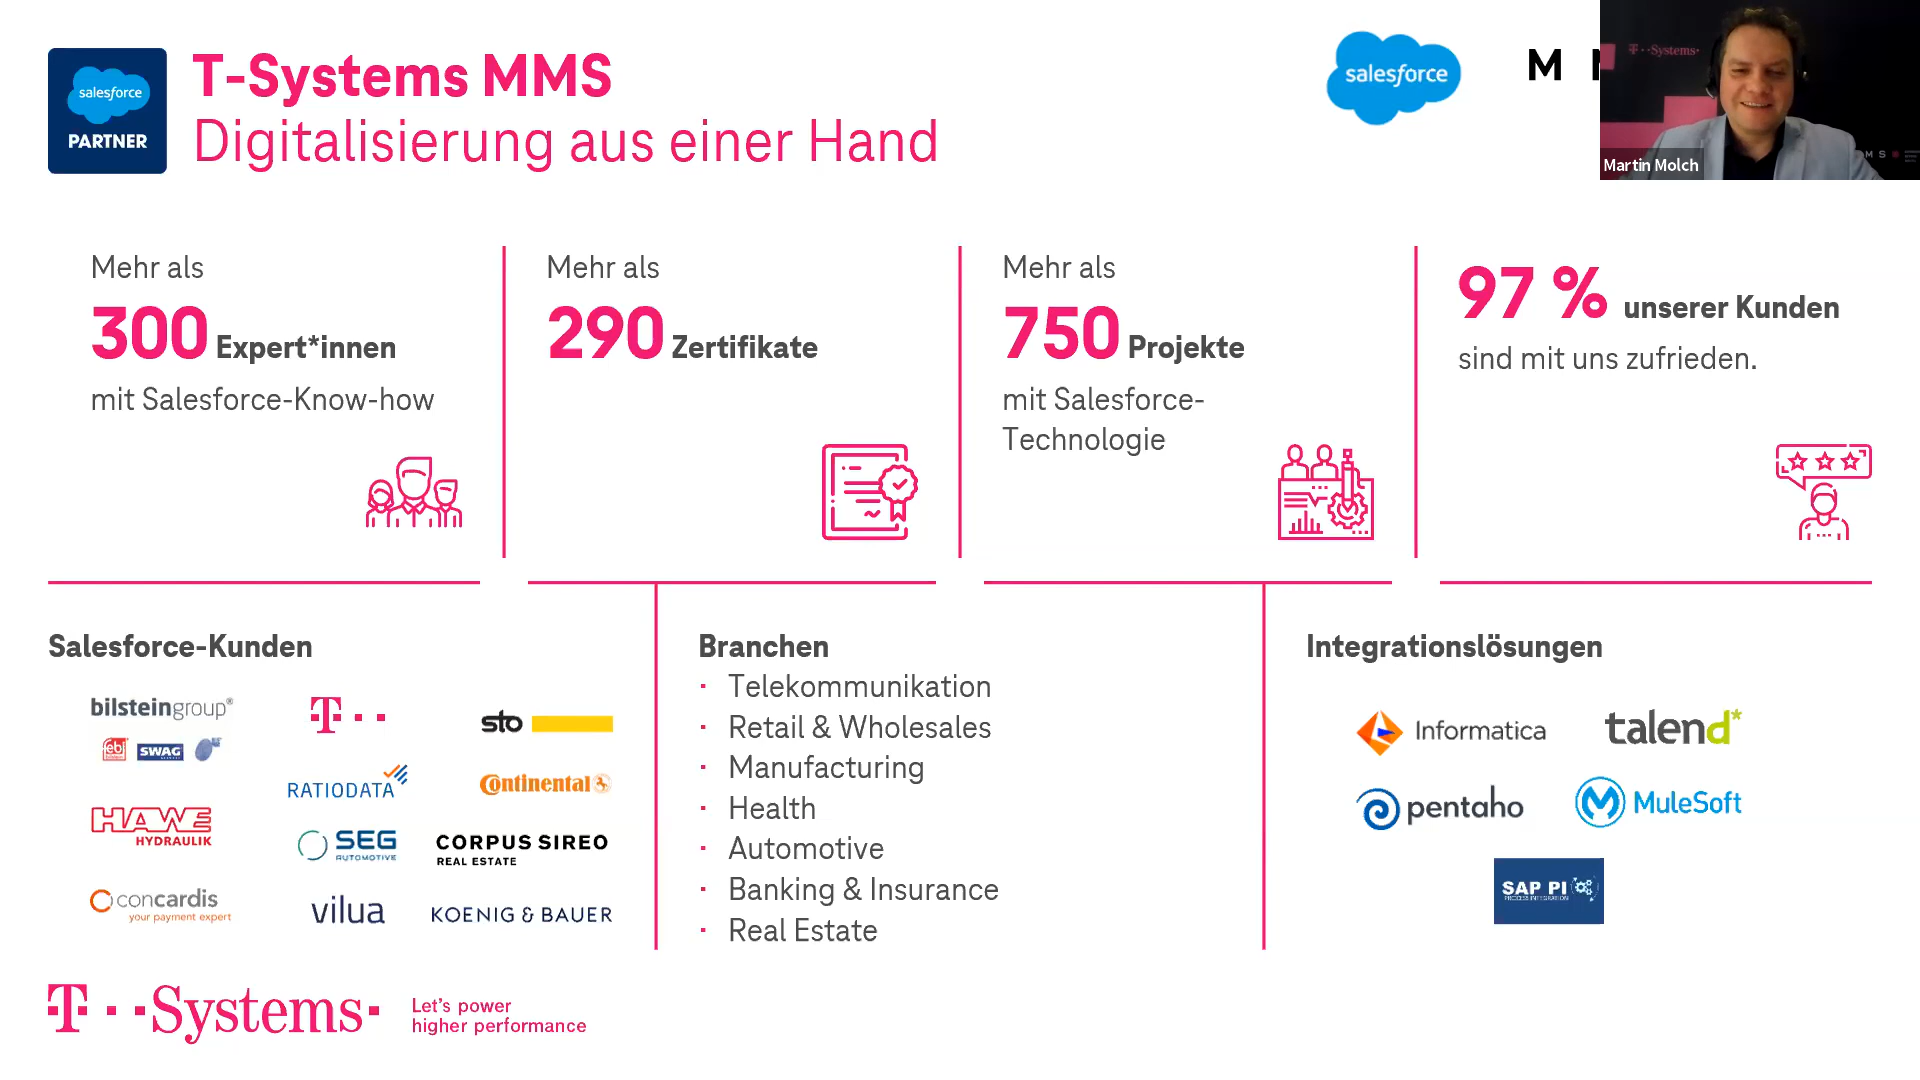 salesforce
PARTNER
T-Systems MMS
Digitalisierung aus einer Hand
salesforce
M
T··Systems·
M S
Martin Molch
Mehr als
300 Expert*innen
mit Salesforce-Know-how
Mehr als
290 Zertifikate
Mehr als
750 Projekte
mit Salesforce-
Technologie
97 % unserer Kunden
sind mit uns zufrieden.
Salesforce-Kunden
bilsteingroup®
febi
SWAG
T··
sto
RATIODATA
Continental
HAWE
HYDRAULIK
SEG
AUTOMOTIVE
CORPUS SIREO
REAL ESTATE
concardis
your payment expert
vilua
KOENIG & BAUER
Branchen
· Telekommunikation
· Retail & Wholesales
· Manufacturing
· Health
· Automotive
· Banking & Insurance
· Real Estate
Integrationslösungen
Informatica
talend*
pentaho
MuleSoft
SAP PI
PROCESS INTEGRATION
T··Systems·
Let's power
higher performance